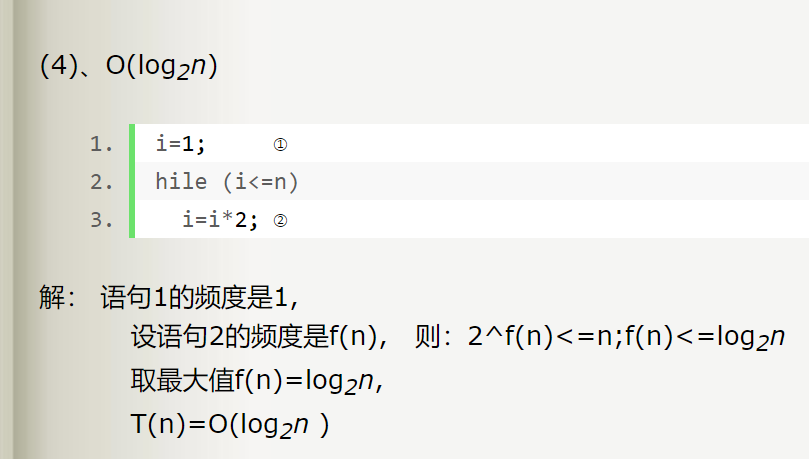 (4)、O(log2n)
1. i=1; ①
2. hile (i<=n)
3. i=i*2; ②
解： 语句1的频度是1,
设语句2的频度是f(n), 则：2^f(n)<=n;f(n)<=log2n
取最大值f(n)=log2n,
T(n)=O(log2n )